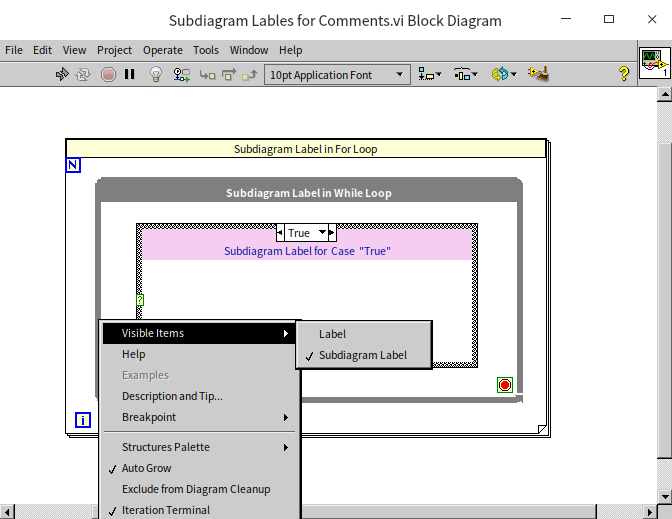 Subdiagram Lables for Comments.vi Block Diagram
File Edit View Project Operate Tools Window Help
10pt Application Font
?
1
Subdiagram Label in For Loop
N
Subdiagram Label in While Loop
True
Subdiagram Label for Case "True"
?
Visible Items
Label
Subdiagram Label
Help
Examples
Description and Tip...
Breakpoint
i
Structures Palette
Auto Grow
Exclude from Diagram Cleanup
Iteration Terminal